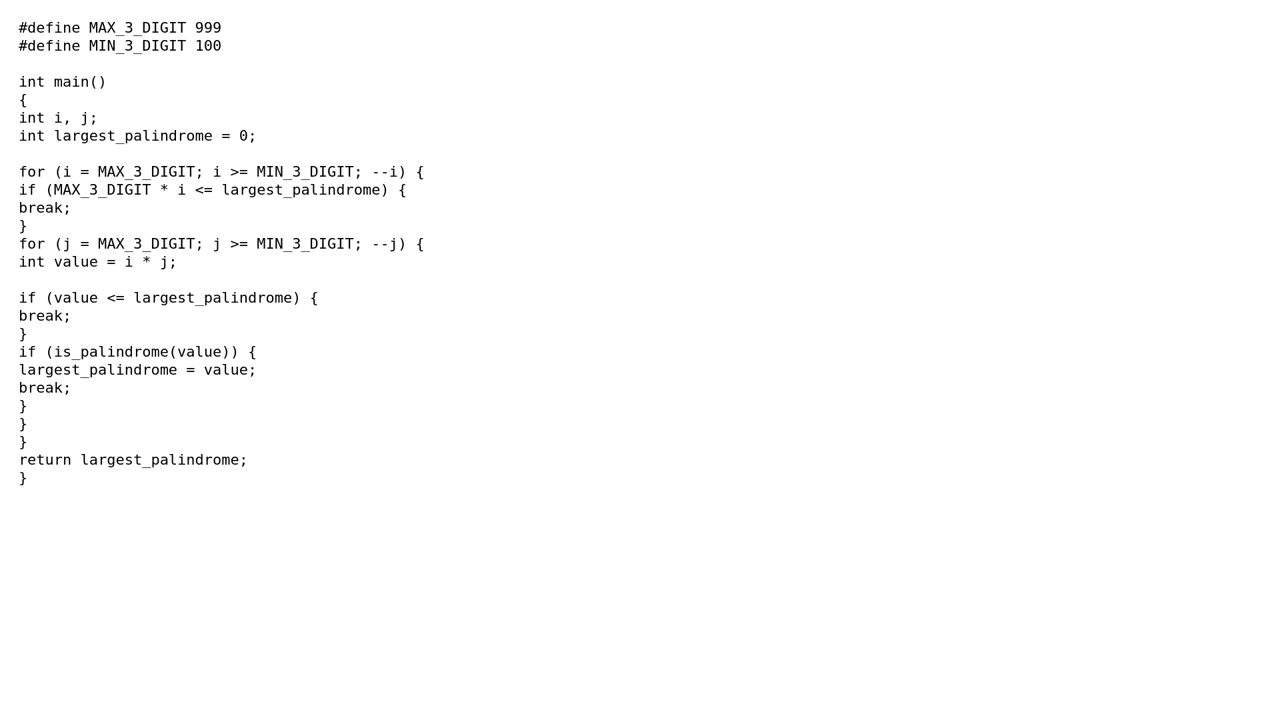 #define MAX_3_DIGIT 999
#define MIN_3_DIGIT 100

int main()
{
int i, j;
int largest_palindrome = 0;

for (i = MAX_3_DIGIT; i >= MIN_3_DIGIT; --i) {
if (MAX_3_DIGIT * i <= largest_palindrome) {
break;
}
for (j = MAX_3_DIGIT; j >= MIN_3_DIGIT; --j) {
int value = i * j;

if (value <= largest_palindrome) {
break;
}
if (is_palindrome(value)) {
largest_palindrome = value;
break;
}
}
}
return largest_palindrome;
}